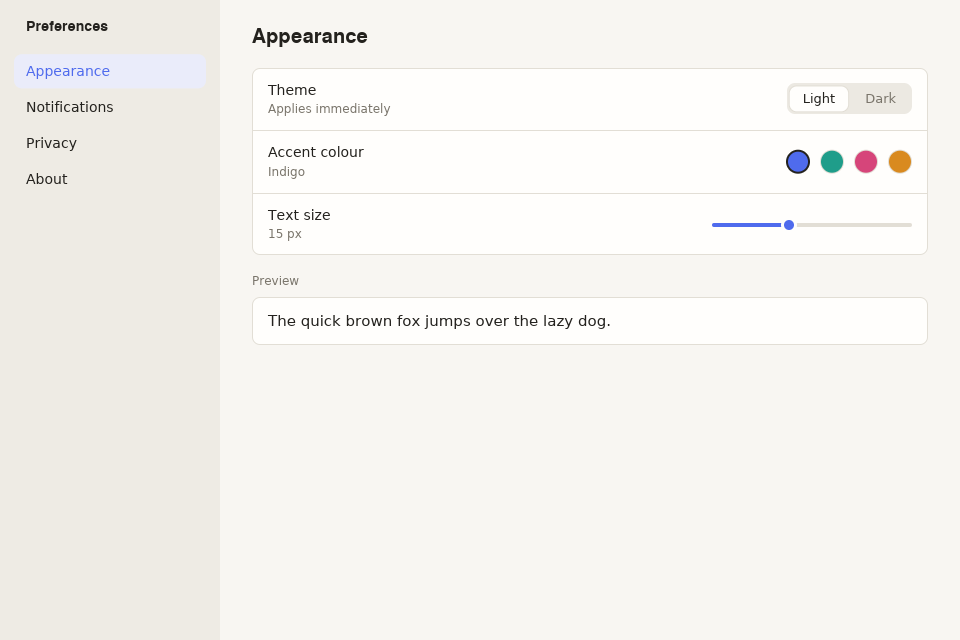 Preferences
Appearance
Notifications
Privacy
About
Appearance
Theme
Applies immediately
Light
Dark
Accent colour
Indigo
Text size
15 px
Preview
The quick brown fox jumps over the lazy dog.